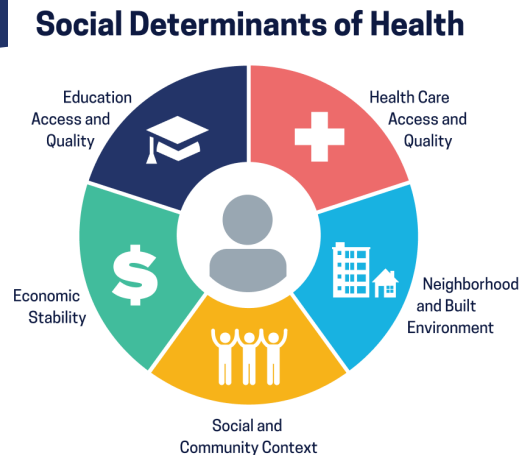 Social Determinants of Health
Education
Access and
Quality
Health Care
Access and
Quality
$
Economic
Stability
Neighborhood
and Built
Environment
Social and
Community Context